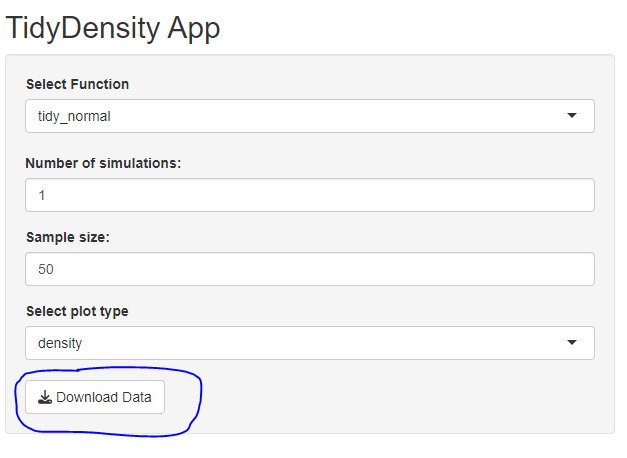 TidyDensity App
Select Function
tidy_normal
Number of simulations:
1
Sample size:
50
Select plot type
density
Download Data